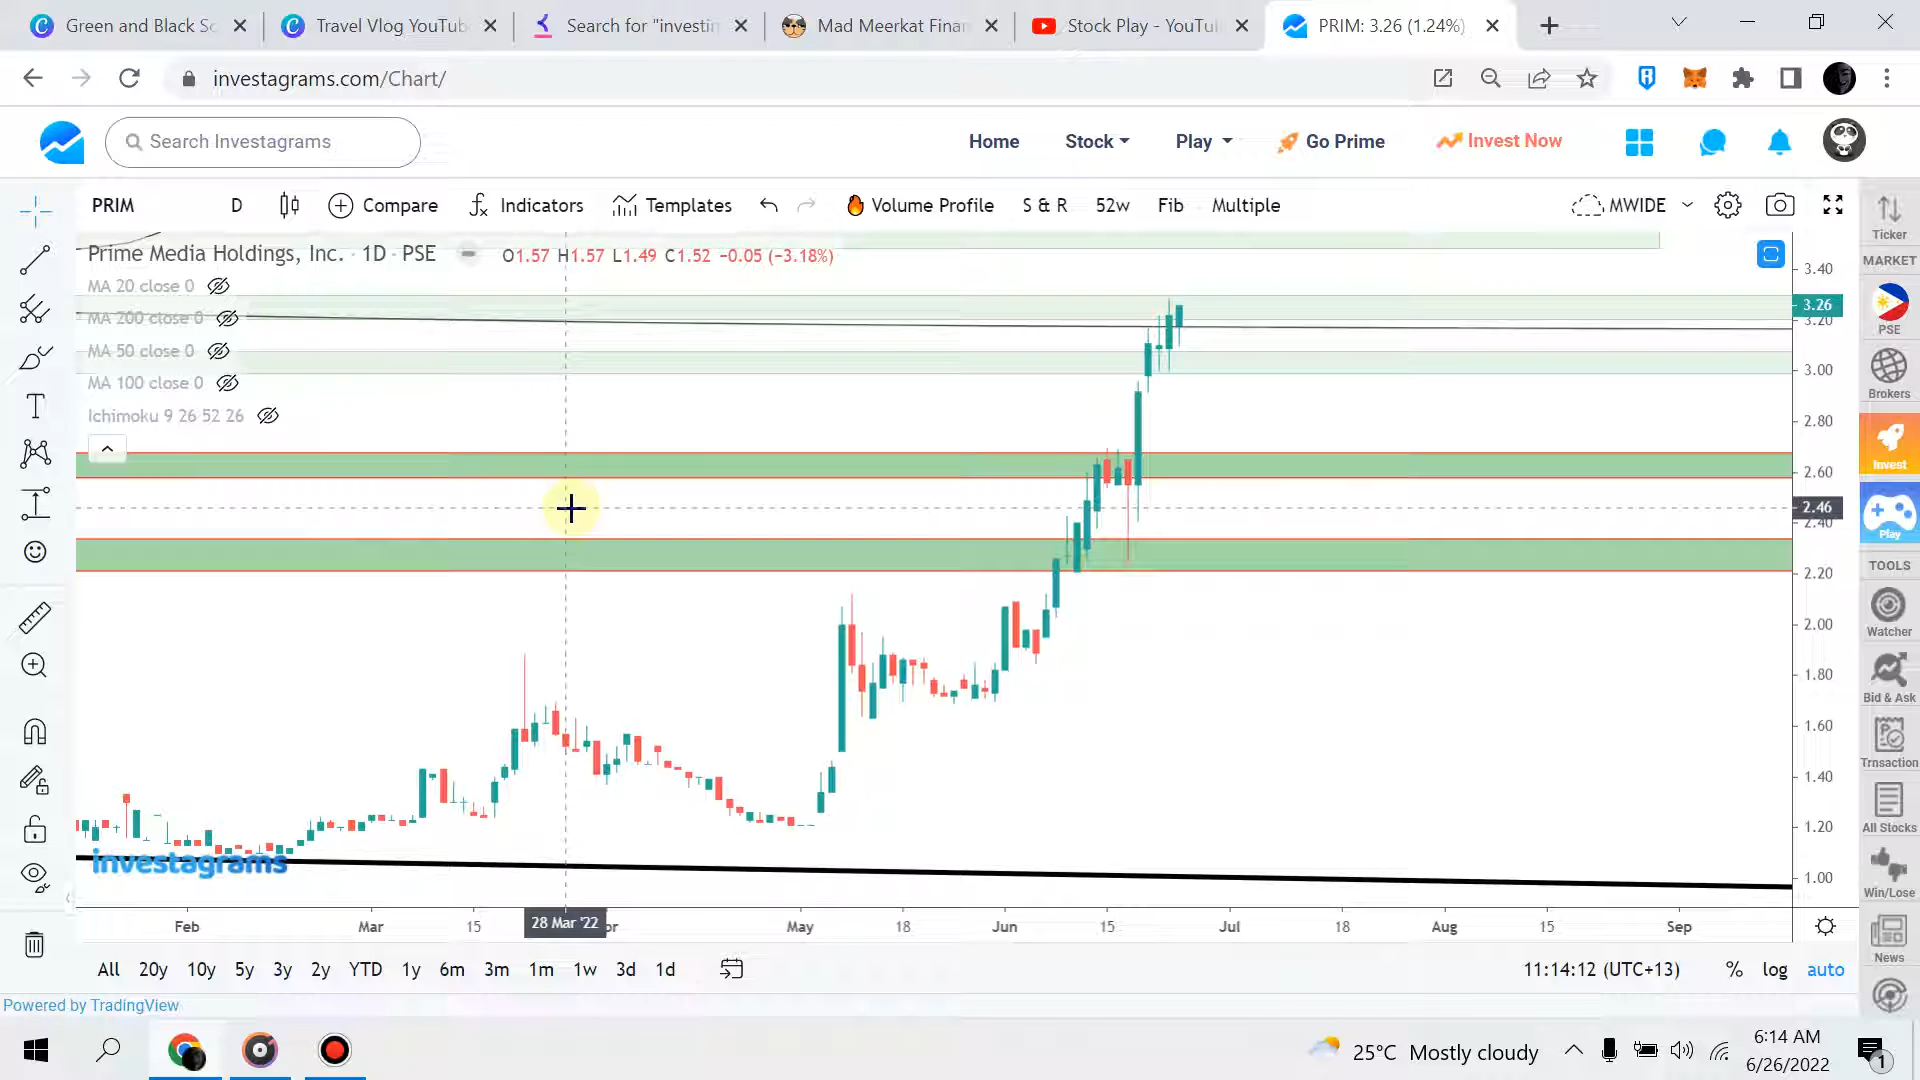 Green and Black Sc
Travel Vlog YouTub
Search for "investin
Mad Meerkat Finan
Stock Play - YouTu
PRIM: 3.26 (1.24%)
investagrams.com/Chart/
Search Investagrams
Home
Stock
Play
Go Prime
Invest Now
PRIM
D
Compare
Indicators
Templates
Volume Profile
S & R
52w
Fib
Multiple
MWIDE
Ticker
Prime Media Holdings, Inc. · 1D · PSE
O1.57 H1.57 L1.49 C1.52 −0.05 (−3.18%)
MA 20 close 0
MA 200 close 0
MA 50 close 0
MA 100 close 0
Ichimoku 9 26 52 26
3.40
3.26
3.20
3.00
2.80
2.60
2.46
2.40
2.20
2.00
1.80
1.60
1.40
1.20
1.00
MARKET
PSE
Brokers
Invest
Play
TOOLS
Watcher
Bid & Ask
Trnsaction
All Stocks
Win/Lose
News
investagrams
Feb
Mar
15
28 Mar '22
pr
May
18
Jun
15
Jul
18
Aug
15
Sep
All 20y 10y 5y 3y 2y YTD 1y 6m 3m 1m 1w 3d 1d
11:14:12 (UTC+13)
% log auto
Powered by TradingView
25°C Mostly cloudy
6:14 AM
6/26/2022
1